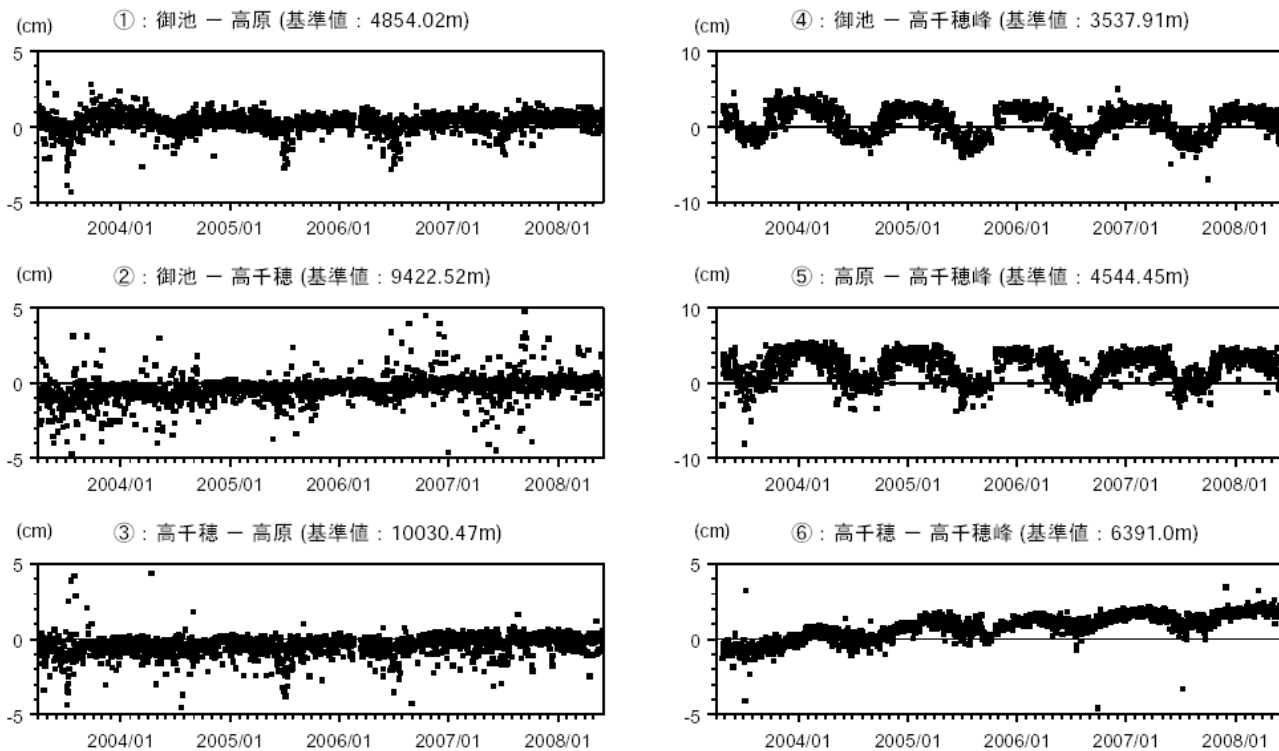 (cm)
①：御池 － 高原 (基準値：4854.02m)
5
0
-5
2004/01 2005/01 2006/01 2007/01 2008/01
(cm)
②：御池 － 高千穂 (基準値：9422.52m)
5
0
-5
2004/01 2005/01 2006/01 2007/01 2008/01
(cm)
③：高千穂 － 高原 (基準値：10030.47m)
5
0
-5
2004/01 2005/01 2006/01 2007/01 2008/01
(cm)
④：御池 － 高千穂峰 (基準値：3537.91m)
10
0
-10
2004/01 2005/01 2006/01 2007/01 2008/01
(cm)
⑤：高原 － 高千穂峰 (基準値：4544.45m)
10
0
-10
2004/01 2005/01 2006/01 2007/01 2008/01
(cm)
⑥：高千穂 － 高千穂峰 (基準値：6391.0m)
5
0
-5
2004/01 2005/01 2006/01 2007/01 2008/01